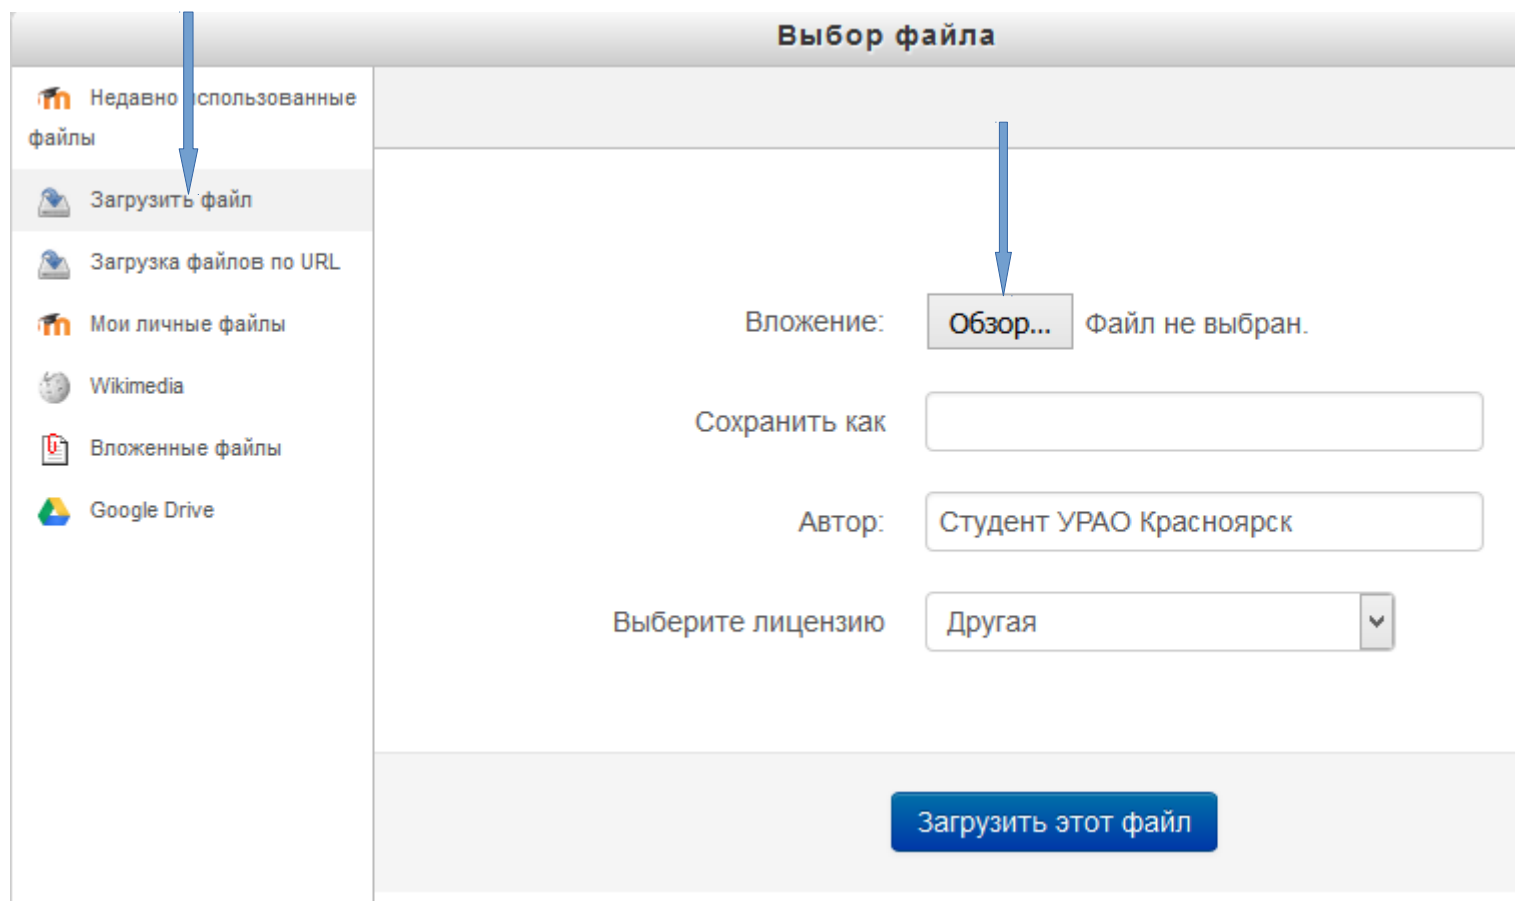 Выбор файла
Недавно использованные
файлы
Загрузить файл
Загрузка файлов по URL
Мои личные файлы
Wikimedia
Вложенные файлы
Google Drive
Вложение: Обзор... Файл не выбран.
Сохранить как
Автор: Студент УРАО Красноярск
Выберите лицензию Другая
Загрузить этот файл